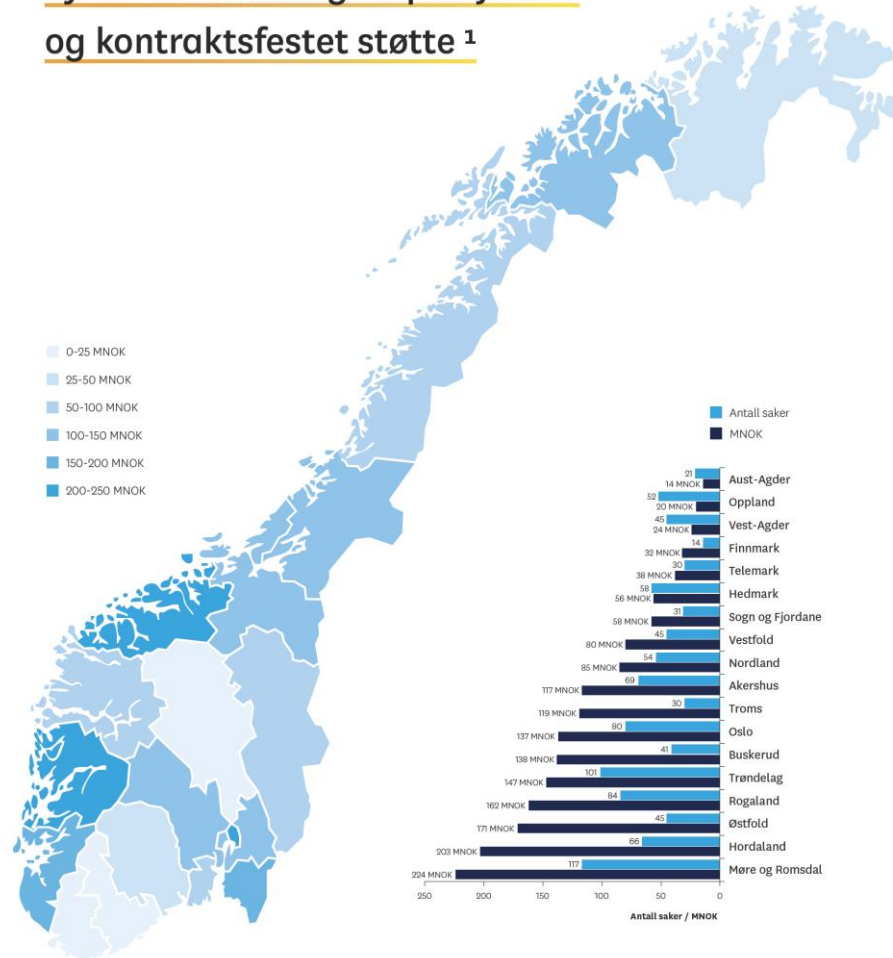 og kontraktsfestet støtte ¹
0-25 MNOK
25-50 MNOK
50-100 MNOK
100-150 MNOK
150-200 MNOK
200-250 MNOK
Antall saker
MNOK
21
14 MNOK
Aust-Agder
52
20 MNOK
Oppland
45
24 MNOK
Vest-Agder
14
32 MNOK
Finnmark
30
38 MNOK
Telemark
58
56 MNOK
Hedmark
31
58 MNOK
Sogn og Fjordane
45
80 MNOK
Vestfold
54
85 MNOK
Nordland
69
117 MNOK
Akershus
30
119 MNOK
Troms
80
137 MNOK
Oslo
41
138 MNOK
Buskerud
101
147 MNOK
Trøndelag
84
162 MNOK
Rogaland
45
171 MNOK
Østfold
66
203 MNOK
Hordaland
117
224 MNOK
Møre og Romsdal
250 200 150 100 50 0
Antall saker / MNOK